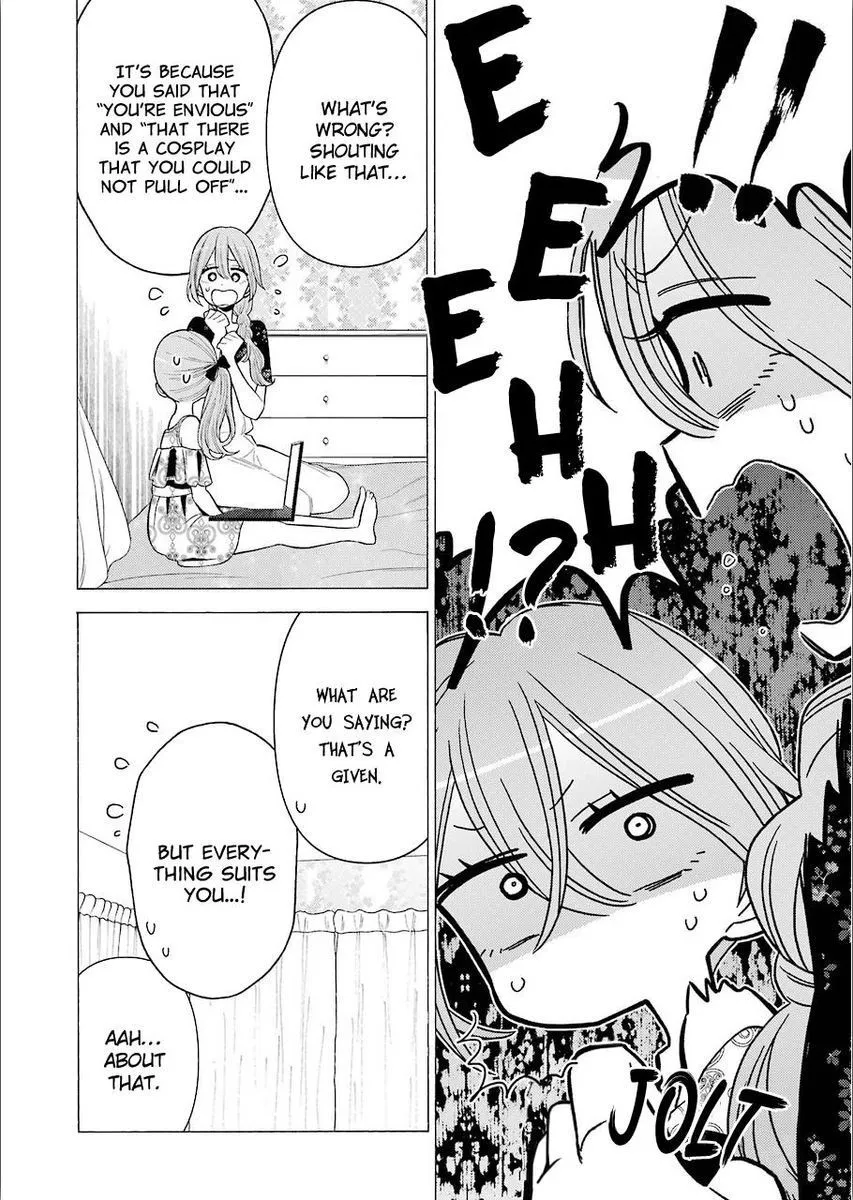 E
E
E
H
H
!!
!?
JOLT
WHAT'S
WRONG?
SHOUTING
LIKE THAT...
IT'S BECAUSE
YOU SAID THAT
"YOU'RE ENVIOUS"
AND "THAT THERE
IS A COSPLAY
THAT YOU COULD
NOT PULL OFF"...
WHAT ARE
YOU SAYING?
THAT'S A
GIVEN.
BUT EVERY-
THING SUITS
YOU...!
AAH...
ABOUT
THAT.